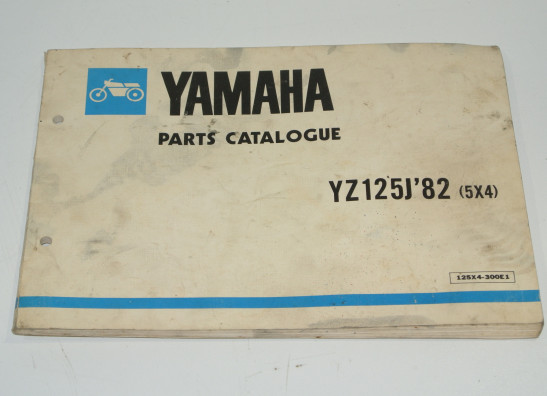 YAMAHA
PARTS CATALOGUE
YZ125J'82 (5X4)
125X4-300E1